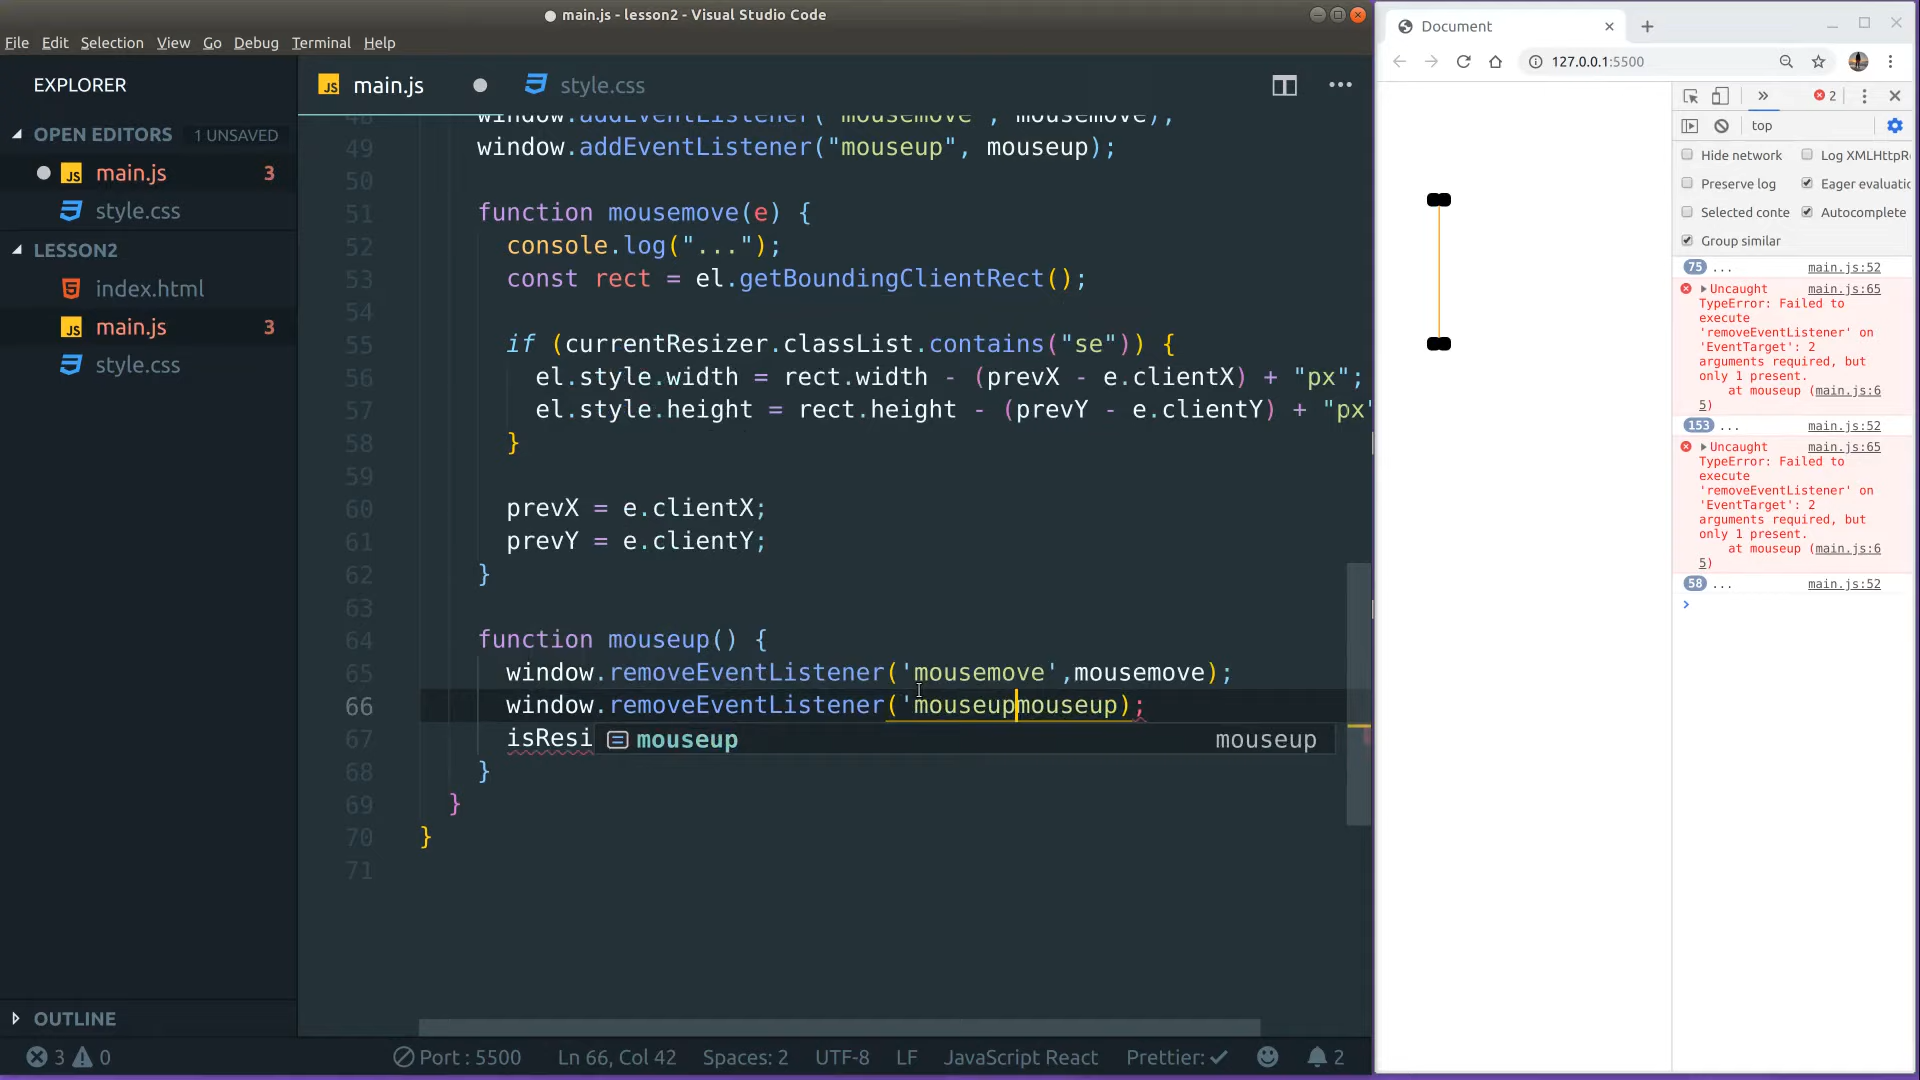 main.js - lesson2 - Visual Studio Code
File Edit Selection View Go Debug Terminal Help
EXPLORER
OPEN EDITORS 1 UNSAVED
main.js 3
style.css
LESSON2
index.html
main.js 3
style.css
OUTLINE
main.js
style.css
48 window.addEventListener("mousemove", mousemove);
49 window.addEventListener("mouseup", mouseup);
50
51 function mousemove(e) {
52 console.log("...");
53 const rect = el.getBoundingClientRect();
54
55 if (currentResizer.classList.contains("se")) {
56 el.style.width = rect.width - (prevX - e.clientX) + "px";
57 el.style.height = rect.height - (prevY - e.clientY) + "px"
58 }
59
60 prevX = e.clientX;
61 prevY = e.clientY;
62 }
63
64 function mouseup() {
65 window.removeEventListener('mousemove',mousemove);
66 window.removeEventListener('mouseupmouseup);
67 isResi
mouseup mouseup
68 }
69 }
70 }
71
3 0 Port : 5500 Ln 66, Col 42 Spaces: 2 UTF-8 LF JavaScript React Prettier: 2
Document
127.0.0.1:5500
2
top
Hide network Log XMLHttpRe
Preserve log Eager evaluatio
Selected conte Autocomplete
Group similar
75 ... main.js:52
Uncaught main.js:65
TypeError: Failed to
execute
'removeEventListener' on
'EventTarget': 2
arguments required, but
only 1 present.
at mouseup (main.js:6
5)
153 ... main.js:52
Uncaught main.js:65
TypeError: Failed to
execute
'removeEventListener' on
'EventTarget': 2
arguments required, but
only 1 present.
at mouseup (main.js:6
5)
58 ... main.js:52